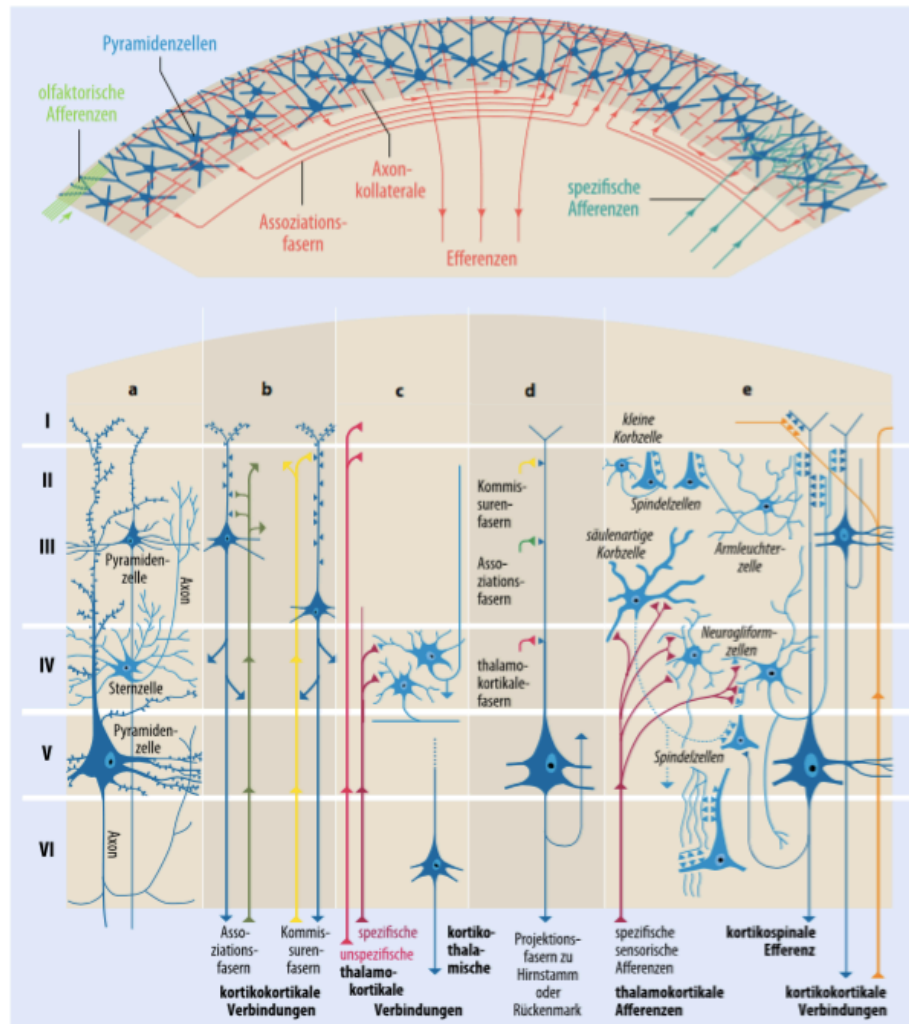 Pyramidenzellen
olfaktorische
Afferenzen
Axon-
kollaterale
Assoziations-
fasern
Efferenzen
spezifische
Afferenzen
a
b
c
d
e
I
II
III
IV
V
VI
Pyramiden-
zelle
Axon
Sternzelle
Pyramiden-
zelle
Axon
Kommis-
suren-
fasern
Asso-
ziations-
fasern
thalamo-
kortikale-
fasern
kleine
Korbzelle
Spindelzellen
säulenartige
Korbzelle
Armleuchter-
zelle
Neurogliform-
zellen
Spindelzellen
Asso-
ziations-
fasern
Kommis-
suren-
fasern
kortikokortikale
Verbindungen
spezifische
unspezifische
thalamo-
kortikale
kortiko-
thala-
mische
Verbindungen
Projektions-
fasern zu
Hirnstamm
oder
Rückenmark
spezifische
sensorische
Afferenzen
thalamokortikale
Afferenzen
kortikospinale
Efferenz
kortikokortikale
Verbindungen